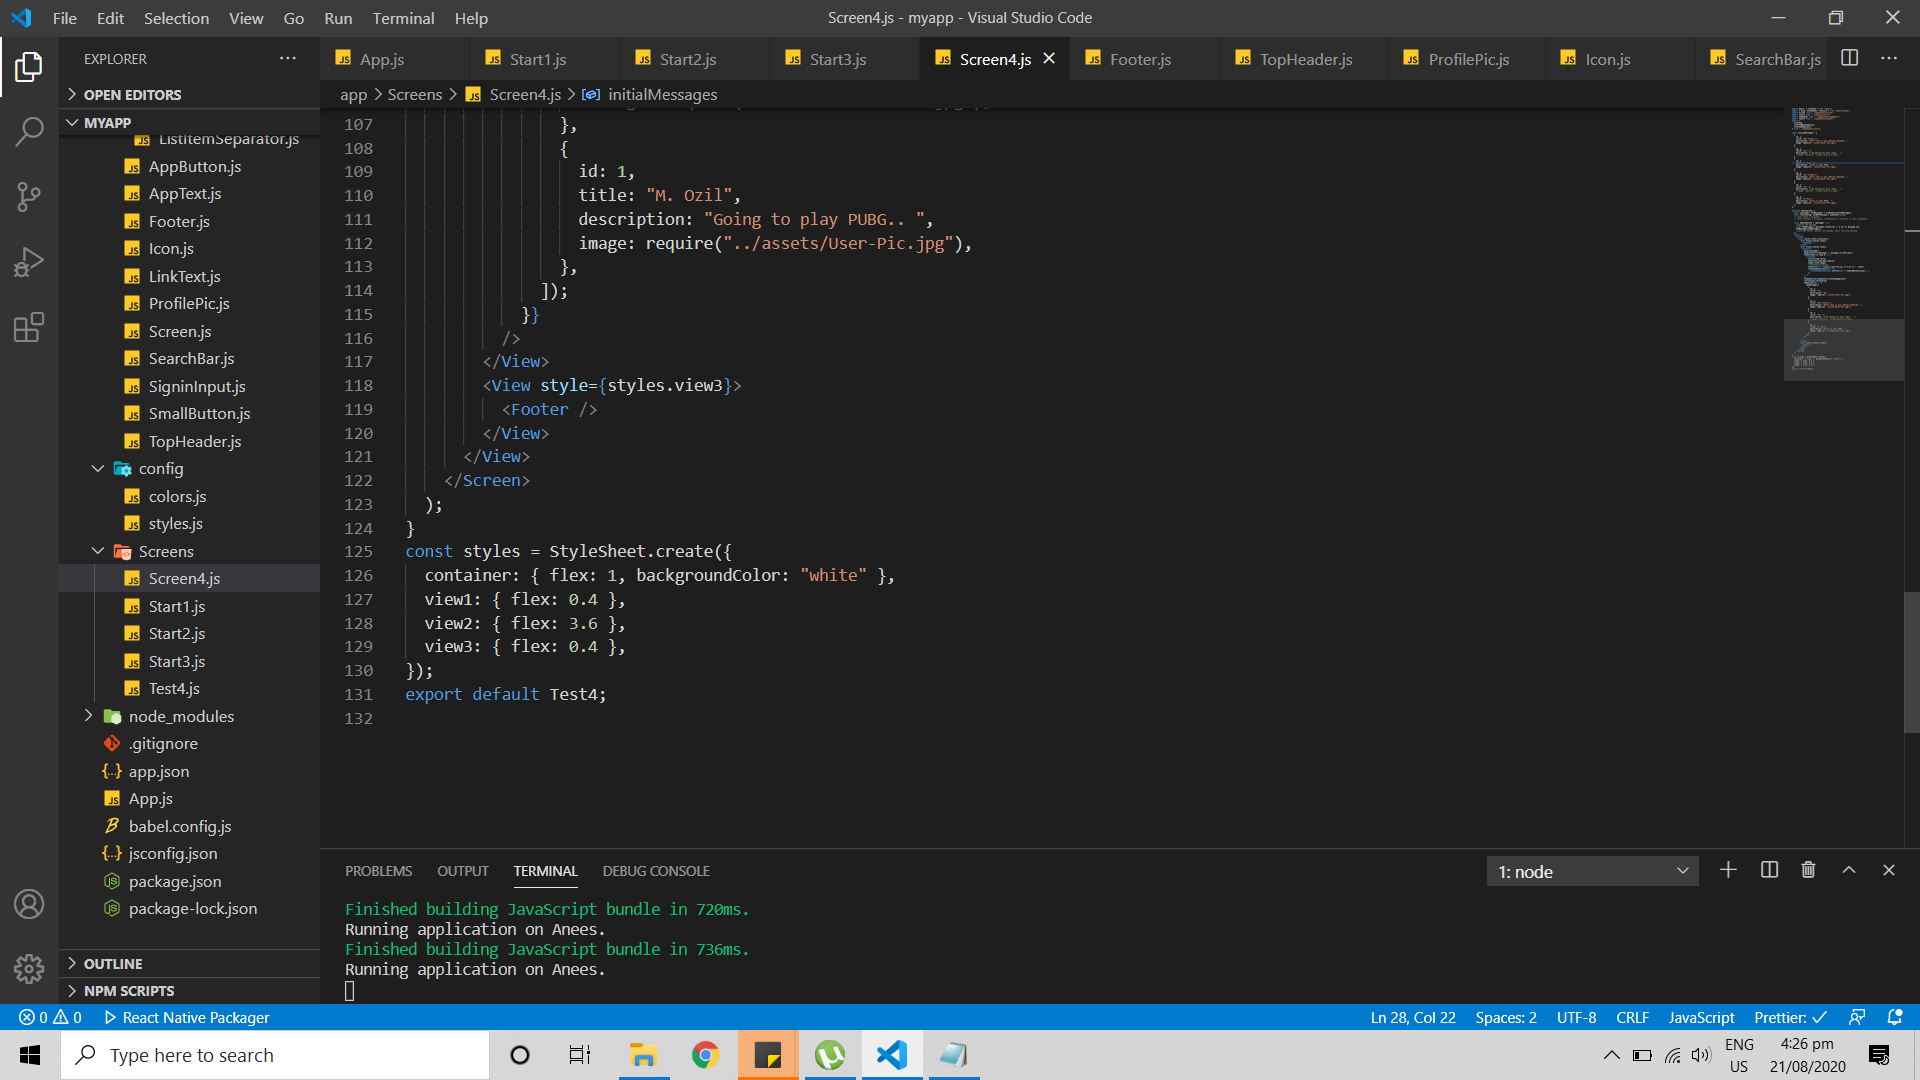 File Edit Selection View Go Run Terminal Help
Screen4.js - myapp - Visual Studio Code
EXPLORER
App.js Start1.js Start2.js Start3.js Screen4.js Footer.js TopHeader.js ProfilePic.js Icon.js SearchBar.js
OPEN EDITORS
app > Screens > Screen4.js > initialMessages
MYAPP
ListItemSeparator.js
AppButton.js
AppText.js
Footer.js
Icon.js
LinkText.js
ProfilePic.js
Screen.js
SearchBar.js
SigninInput.js
SmallButton.js
TopHeader.js
config
colors.js
styles.js
Screens
Screen4.js
Start1.js
Start2.js
Start3.js
Test4.js
node_modules
.gitignore
app.json
App.js
babel.config.js
jsconfig.json
package.json
package-lock.json
OUTLINE
NPM SCRIPTS
107 },
108 {
109 id: 1,
110 title: "M. Ozil",
111 description: "Going to play PUBG.. ",
112 image: require("../assets/User-Pic.jpg"),
113 },
114 ]);
115 }}
116 />
117 </View>
118 <View style={styles.view3}>
119 <Footer />
120 </View>
121 </View>
122 </Screen>
123 );
124 }
125 const styles = StyleSheet.create({
126 container: { flex: 1, backgroundColor: "white" },
127 view1: { flex: 0.4 },
128 view2: { flex: 3.6 },
129 view3: { flex: 0.4 },
130 });
131 export default Test4;
132
PROBLEMS OUTPUT TERMINAL DEBUG CONSOLE
1: node
Finished building JavaScript bundle in 720ms.
Running application on Anees.
Finished building JavaScript bundle in 736ms.
Running application on Anees.
0 0 React Native Packager
Ln 28, Col 22 Spaces: 2 UTF-8 CRLF JavaScript Prettier: ✓
Type here to search
ENG
US
4:26 pm
21/08/2020